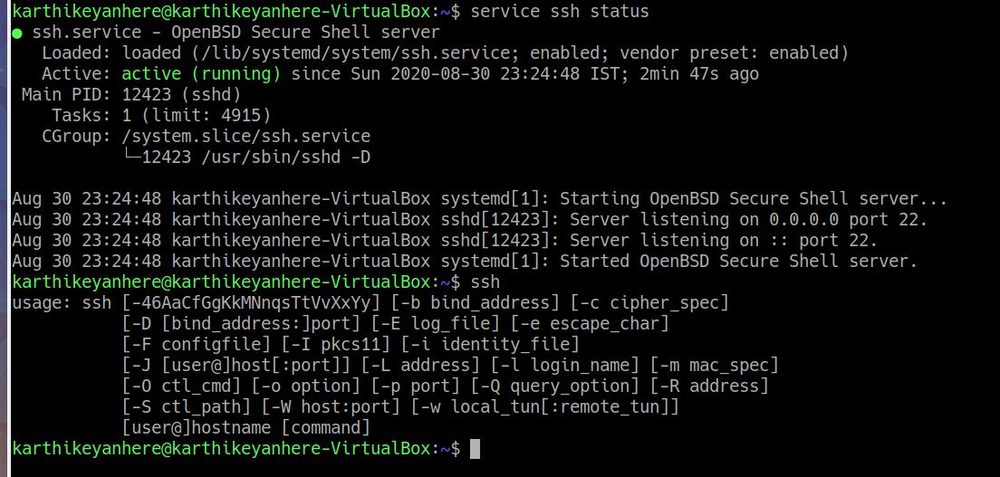 karthikeyanhere@karthikeyanhere-VirtualBox:~$ service ssh status
● ssh.service - OpenBSD Secure Shell server
   Loaded: loaded (/lib/systemd/system/ssh.service; enabled; vendor preset: enabled)
   Active: active (running) since Sun 2020-08-30 23:24:48 IST; 2min 47s ago
 Main PID: 12423 (sshd)
    Tasks: 1 (limit: 4915)
   CGroup: /system.slice/ssh.service
           └─12423 /usr/sbin/sshd -D

Aug 30 23:24:48 karthikeyanhere-VirtualBox systemd[1]: Starting OpenBSD Secure Shell server...
Aug 30 23:24:48 karthikeyanhere-VirtualBox sshd[12423]: Server listening on 0.0.0.0 port 22.
Aug 30 23:24:48 karthikeyanhere-VirtualBox sshd[12423]: Server listening on :: port 22.
Aug 30 23:24:48 karthikeyanhere-VirtualBox systemd[1]: Started OpenBSD Secure Shell server.
karthikeyanhere@karthikeyanhere-VirtualBox:~$ ssh
usage: ssh [-46AaCfGgKkMNnqsTtVvXxYy] [-b bind_address] [-c cipher_spec]
           [-D [bind_address:]port] [-E log_file] [-e escape_char]
           [-F configfile] [-I pkcs11] [-i identity_file]
           [-J [user@]host[:port]] [-L address] [-l login_name] [-m mac_spec]
           [-O ctl_cmd] [-o option] [-p port] [-Q query_option] [-R address]
           [-S ctl_path] [-W host:port] [-w local_tun[:remote_tun]]
           [user@]hostname [command]
karthikeyanhere@karthikeyanhere-VirtualBox:~$